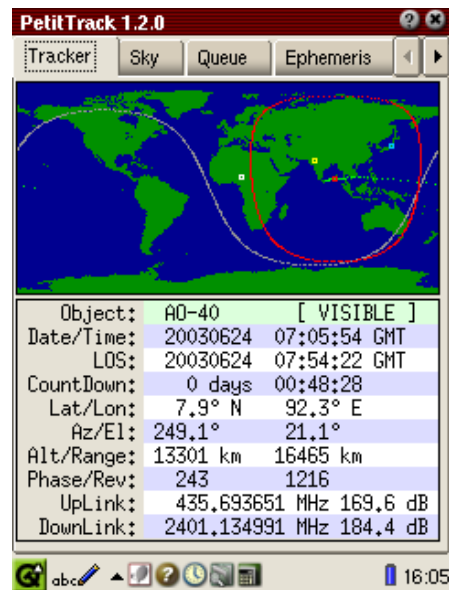 PetitTrack 1.2.0
Tracker Sky Queue Ephemeris
Object: AO-40 [ VISIBLE ]
Date/Time: 20030624 07:05:54 GMT
LOS: 20030624 07:54:22 GMT
CountDown: 0 days 00:48:28
Lat/Lon: 7.9° N 92.3° E
Az/El: 249.1° 21.1°
Alt/Range: 13301 km 16465 km
Phase/Rev: 243 1216
UpLink: 435.693651 MHz 169.6 dB
DownLink: 2401.134991 MHz 184.4 dB
abc 16:05